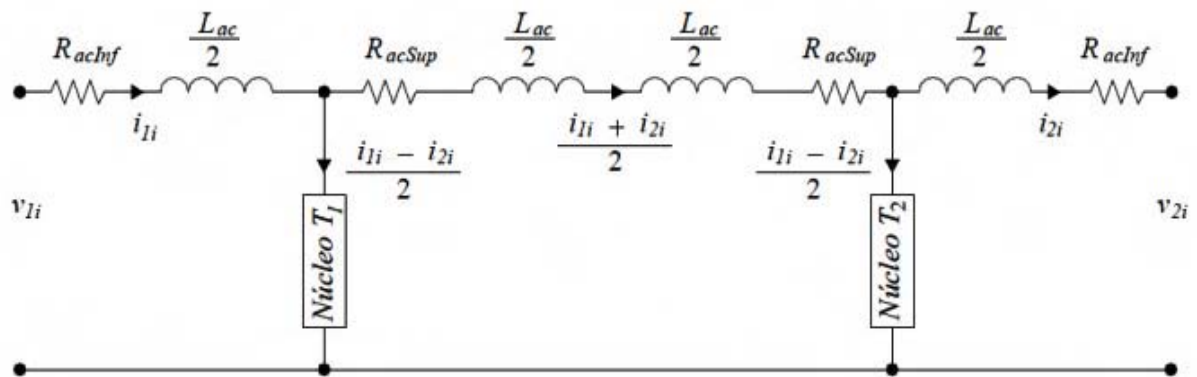 R_acInf
L_ac/2
R_acSup
L_ac/2
L_ac/2
R_acSup
L_ac/2
R_acInf
i_1i
(i_1i - i_2i)/2
(i_1i + i_2i)/2
(i_1i - i_2i)/2
i_2i
v_1i
Núcleo T_1
Núcleo T_2
v_2i